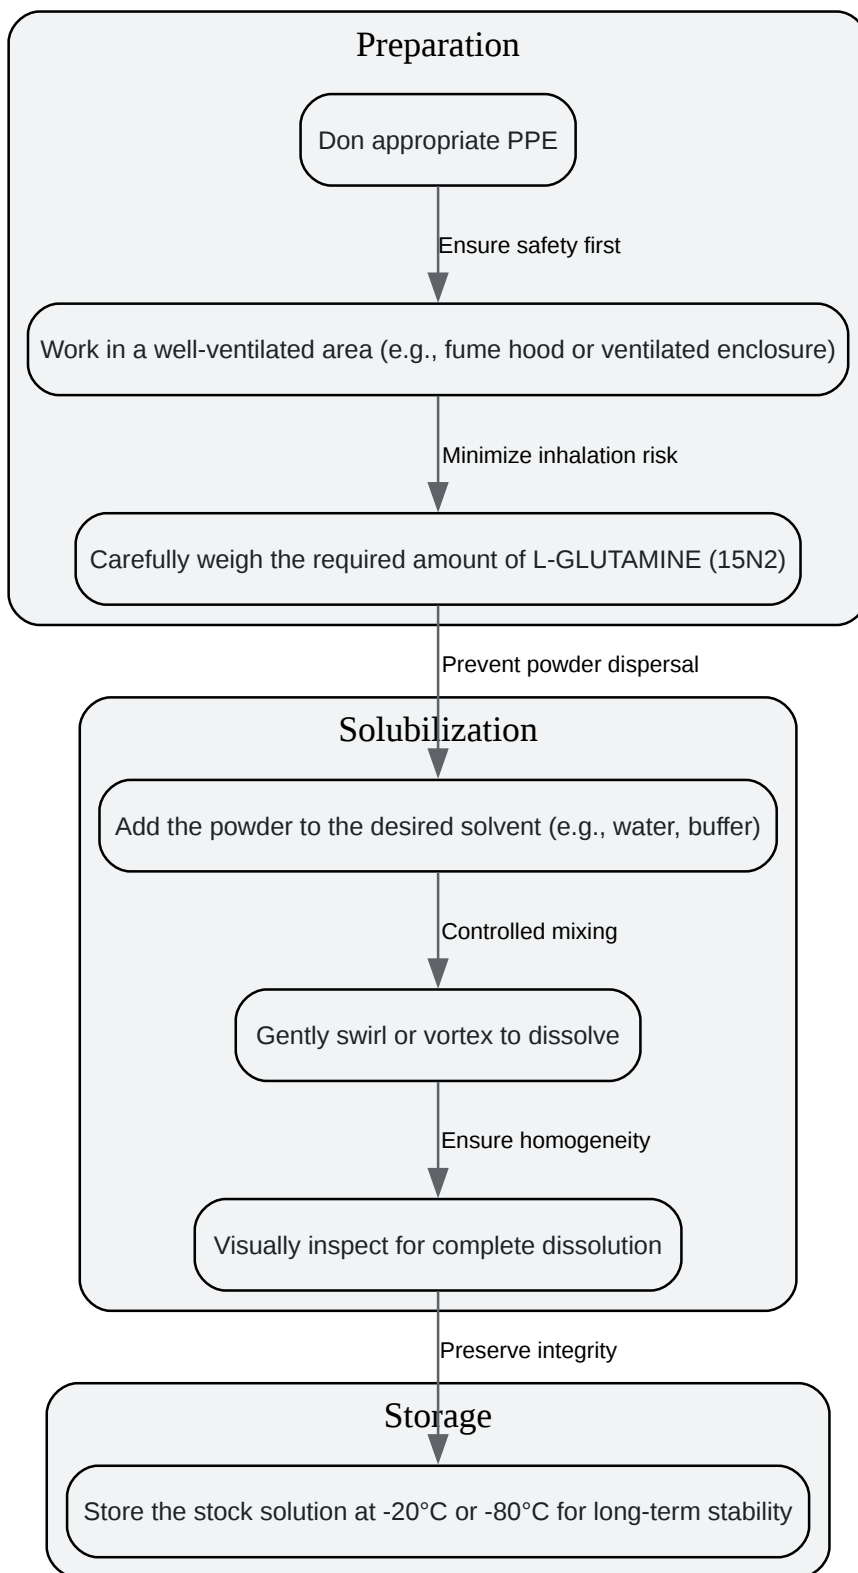 Preparation
Don appropriate PPE
Ensure safety first
Work in a well-ventilated area (e.g., fume hood or ventilated enclosure)
Minimize inhalation risk
Carefully weigh the required amount of L-GLUTAMINE (15N2)
Prevent powder dispersal
Solubilization
Add the powder to the desired solvent (e.g., water, buffer)
Controlled mixing
Gently swirl or vortex to dissolve
Ensure homogeneity
Visually inspect for complete dissolution
Preserve integrity
Storage
Store the stock solution at -20°C or -80°C for long-term stability